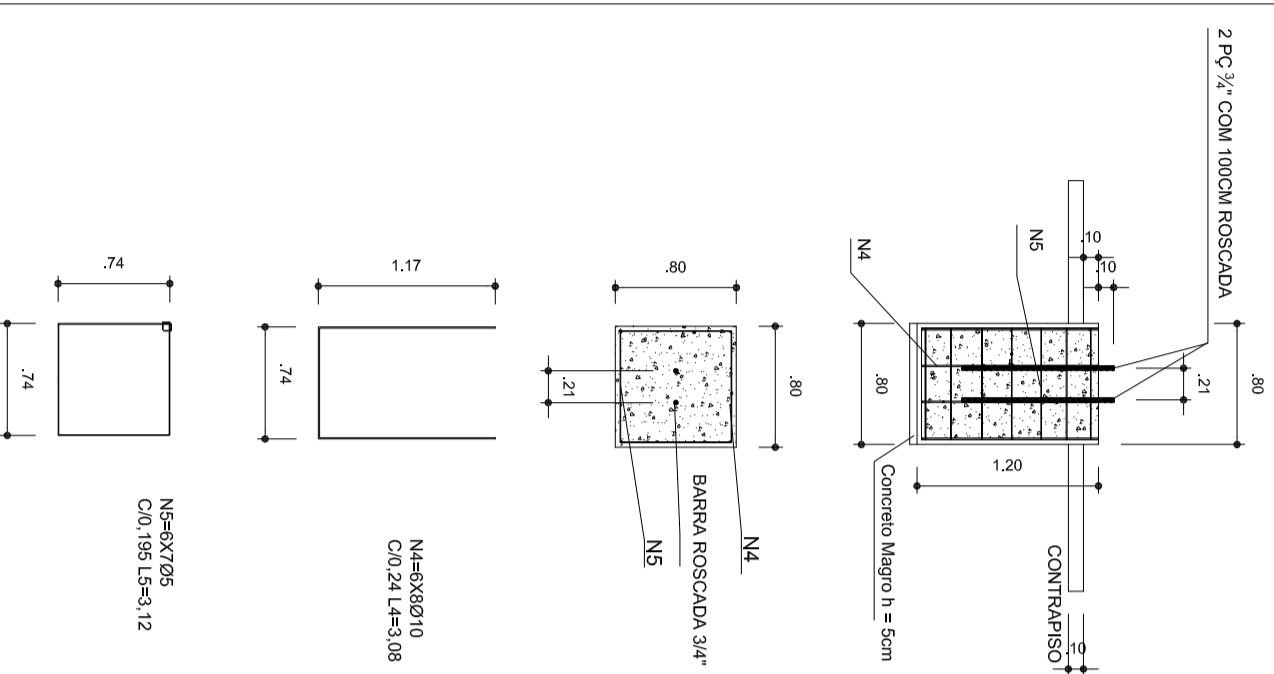 2 PÇ ¾" COM 100CM ROSCADA
.10
.10
N5
N4
.80
.21
.80
1.20
Concreto Magro h = 5cm
CONTRAPISO
.10
.80
.80
.21
N4
BARRA ROSCADA 3/4"
N5
1.17
.74
N4=6X8Ø10
C/0,24 L4=3,08
.74
.74
N5=6X7Ø5
C/0,195 L5=3,12